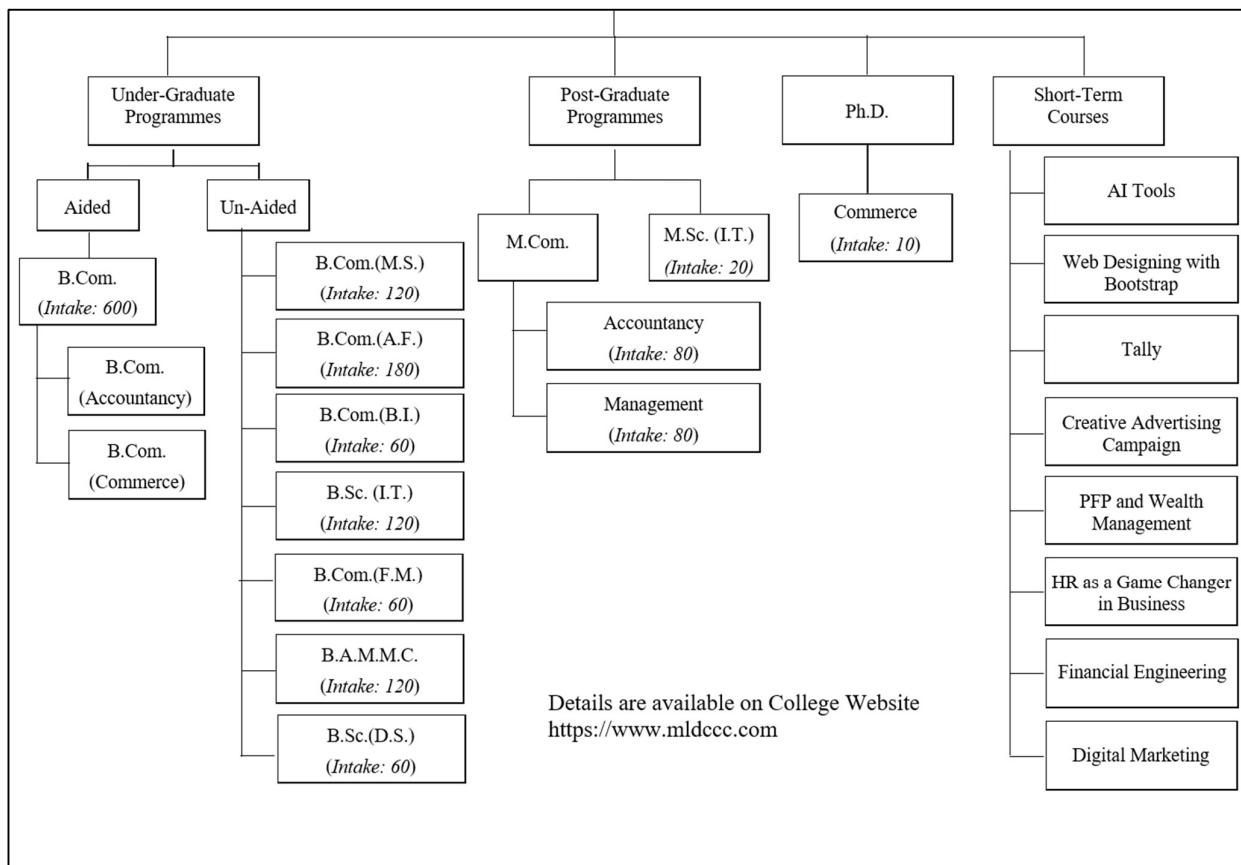 Under-Graduate
Programmes
Post-Graduate
Programmes
Ph.D.
Short-Term
Courses
Aided
Un-Aided
B.Com.
(Intake: 600)
B.Com.
(Accountancy)
B.Com.
(Commerce)
B.Com.(M.S.)
(Intake: 120)
B.Com.(A.F.)
(Intake: 180)
B.Com.(B.I.)
(Intake: 60)
B.Sc. (I.T.)
(Intake: 120)
B.Com.(F.M.)
(Intake: 60)
B.A.M.M.C.
(Intake: 120)
B.Sc.(D.S.)
(Intake: 60)
M.Com.
M.Sc. (I.T.)
(Intake: 20)
Accountancy
(Intake: 80)
Management
(Intake: 80)
Commerce
(Intake: 10)
AI Tools
Web Designing with
Bootstrap
Tally
Creative Advertising
Campaign
PFP and Wealth
Management
HR as a Game Changer
in Business
Financial Engineering
Digital Marketing
Details are available on College Website
https://www.mldccc.com